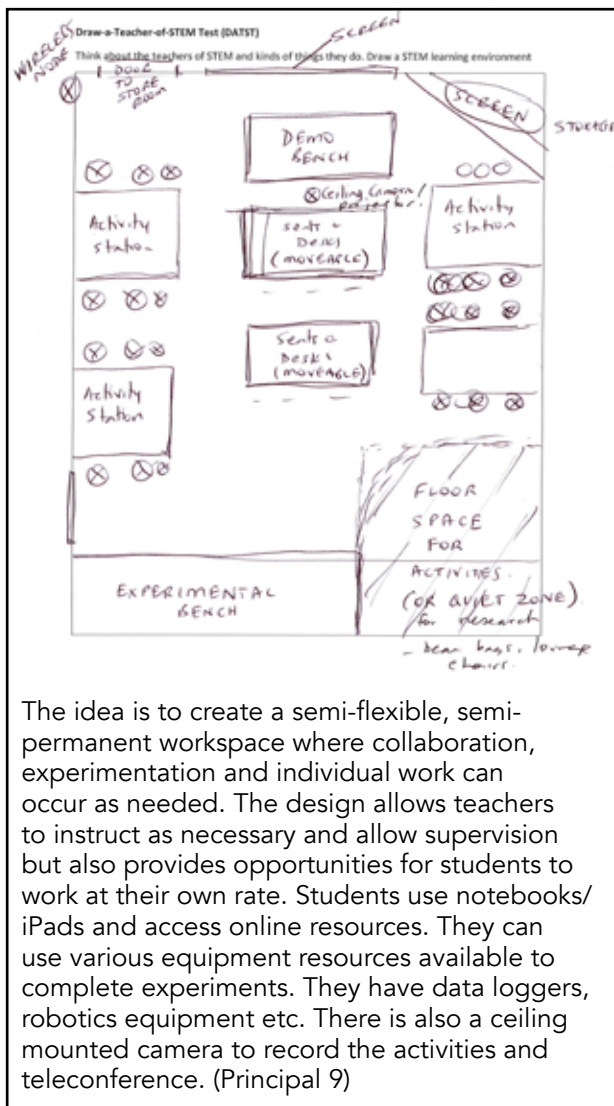 Draw-a-Teacher-of-STEM Test (DATST)
SCREEN
Think about the teachers of STEM and kinds of things they do. Draw a STEM learning environment
WIRELESS
NODE
DOOR
TO
STORE
ROOM
SCREEN
STORAGE
DEMO
BENCH
Ceiling Camera/
projector.
Activity
Station
Seats &
Desks
(MOVEABLE)
Activity
Station
Seats &
Desks
(MOVEABLE)
Activity
Station
FLOOR
SPACE
FOR
ACTIVITIES.
(OR QUIET ZONE)
for research
- bean bags, lounge
chairs.
EXPERIMENTAL
BENCH
The idea is to create a semi-flexible, semi-
permanent workspace where collaboration,
experimentation and individual work can
occur as needed. The design allows teachers
to instruct as necessary and allow supervision
but also provides opportunities for students to
work at their own rate. Students use notebooks/
iPads and access online resources. They can
use various equipment resources available to
complete experiments. They have data loggers,
robotics equipment etc. There is also a ceiling
mounted camera to record the activities and
teleconference. (Principal 9)